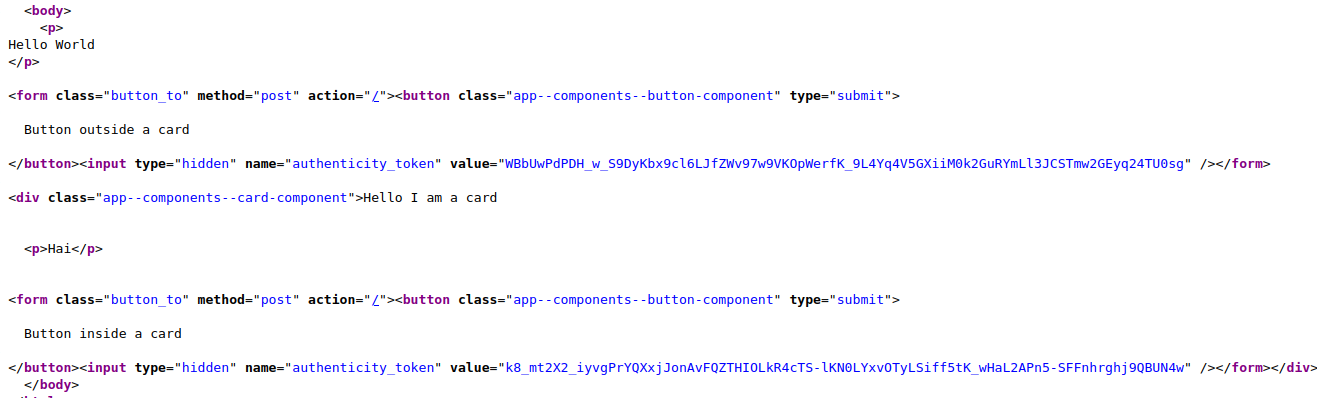 <body>
<p>
Hello World
</p>
<form class="button_to" method="post" action="/"><button class="app--components--button-component" type="submit">
Button outside a card
</button><input type="hidden" name="authenticity_token" value="WBbUwPdPDH_w_S9DyKbx9cl6LJfZWv97w9VKOpWerfK_9L4Yq4V5GXiiM0k2GuRYmLl3JCSTmw2GEyq24TU0sg" /></form>
<div class="app--components--card-component">Hello I am a card
<p>Hai</p>
<form class="button_to" method="post" action="/"><button class="app--components--button-component" type="submit">
Button inside a card
</button><input type="hidden" name="authenticity_token" value="k8_mt2X2_iyvgPrYQXxjJonAvFQZTHIOLkR4cTS-lKN0LYxvOTyLSiff5tK_wHaL2APn5-SFFnhrghj9QBUN4w" /></form></div>
</body>